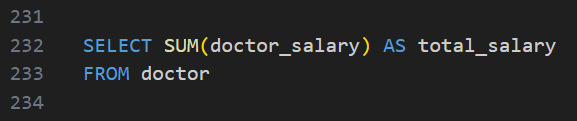 231
232 SELECT SUM(doctor_salary) AS total_salary
233 FROM doctor
234